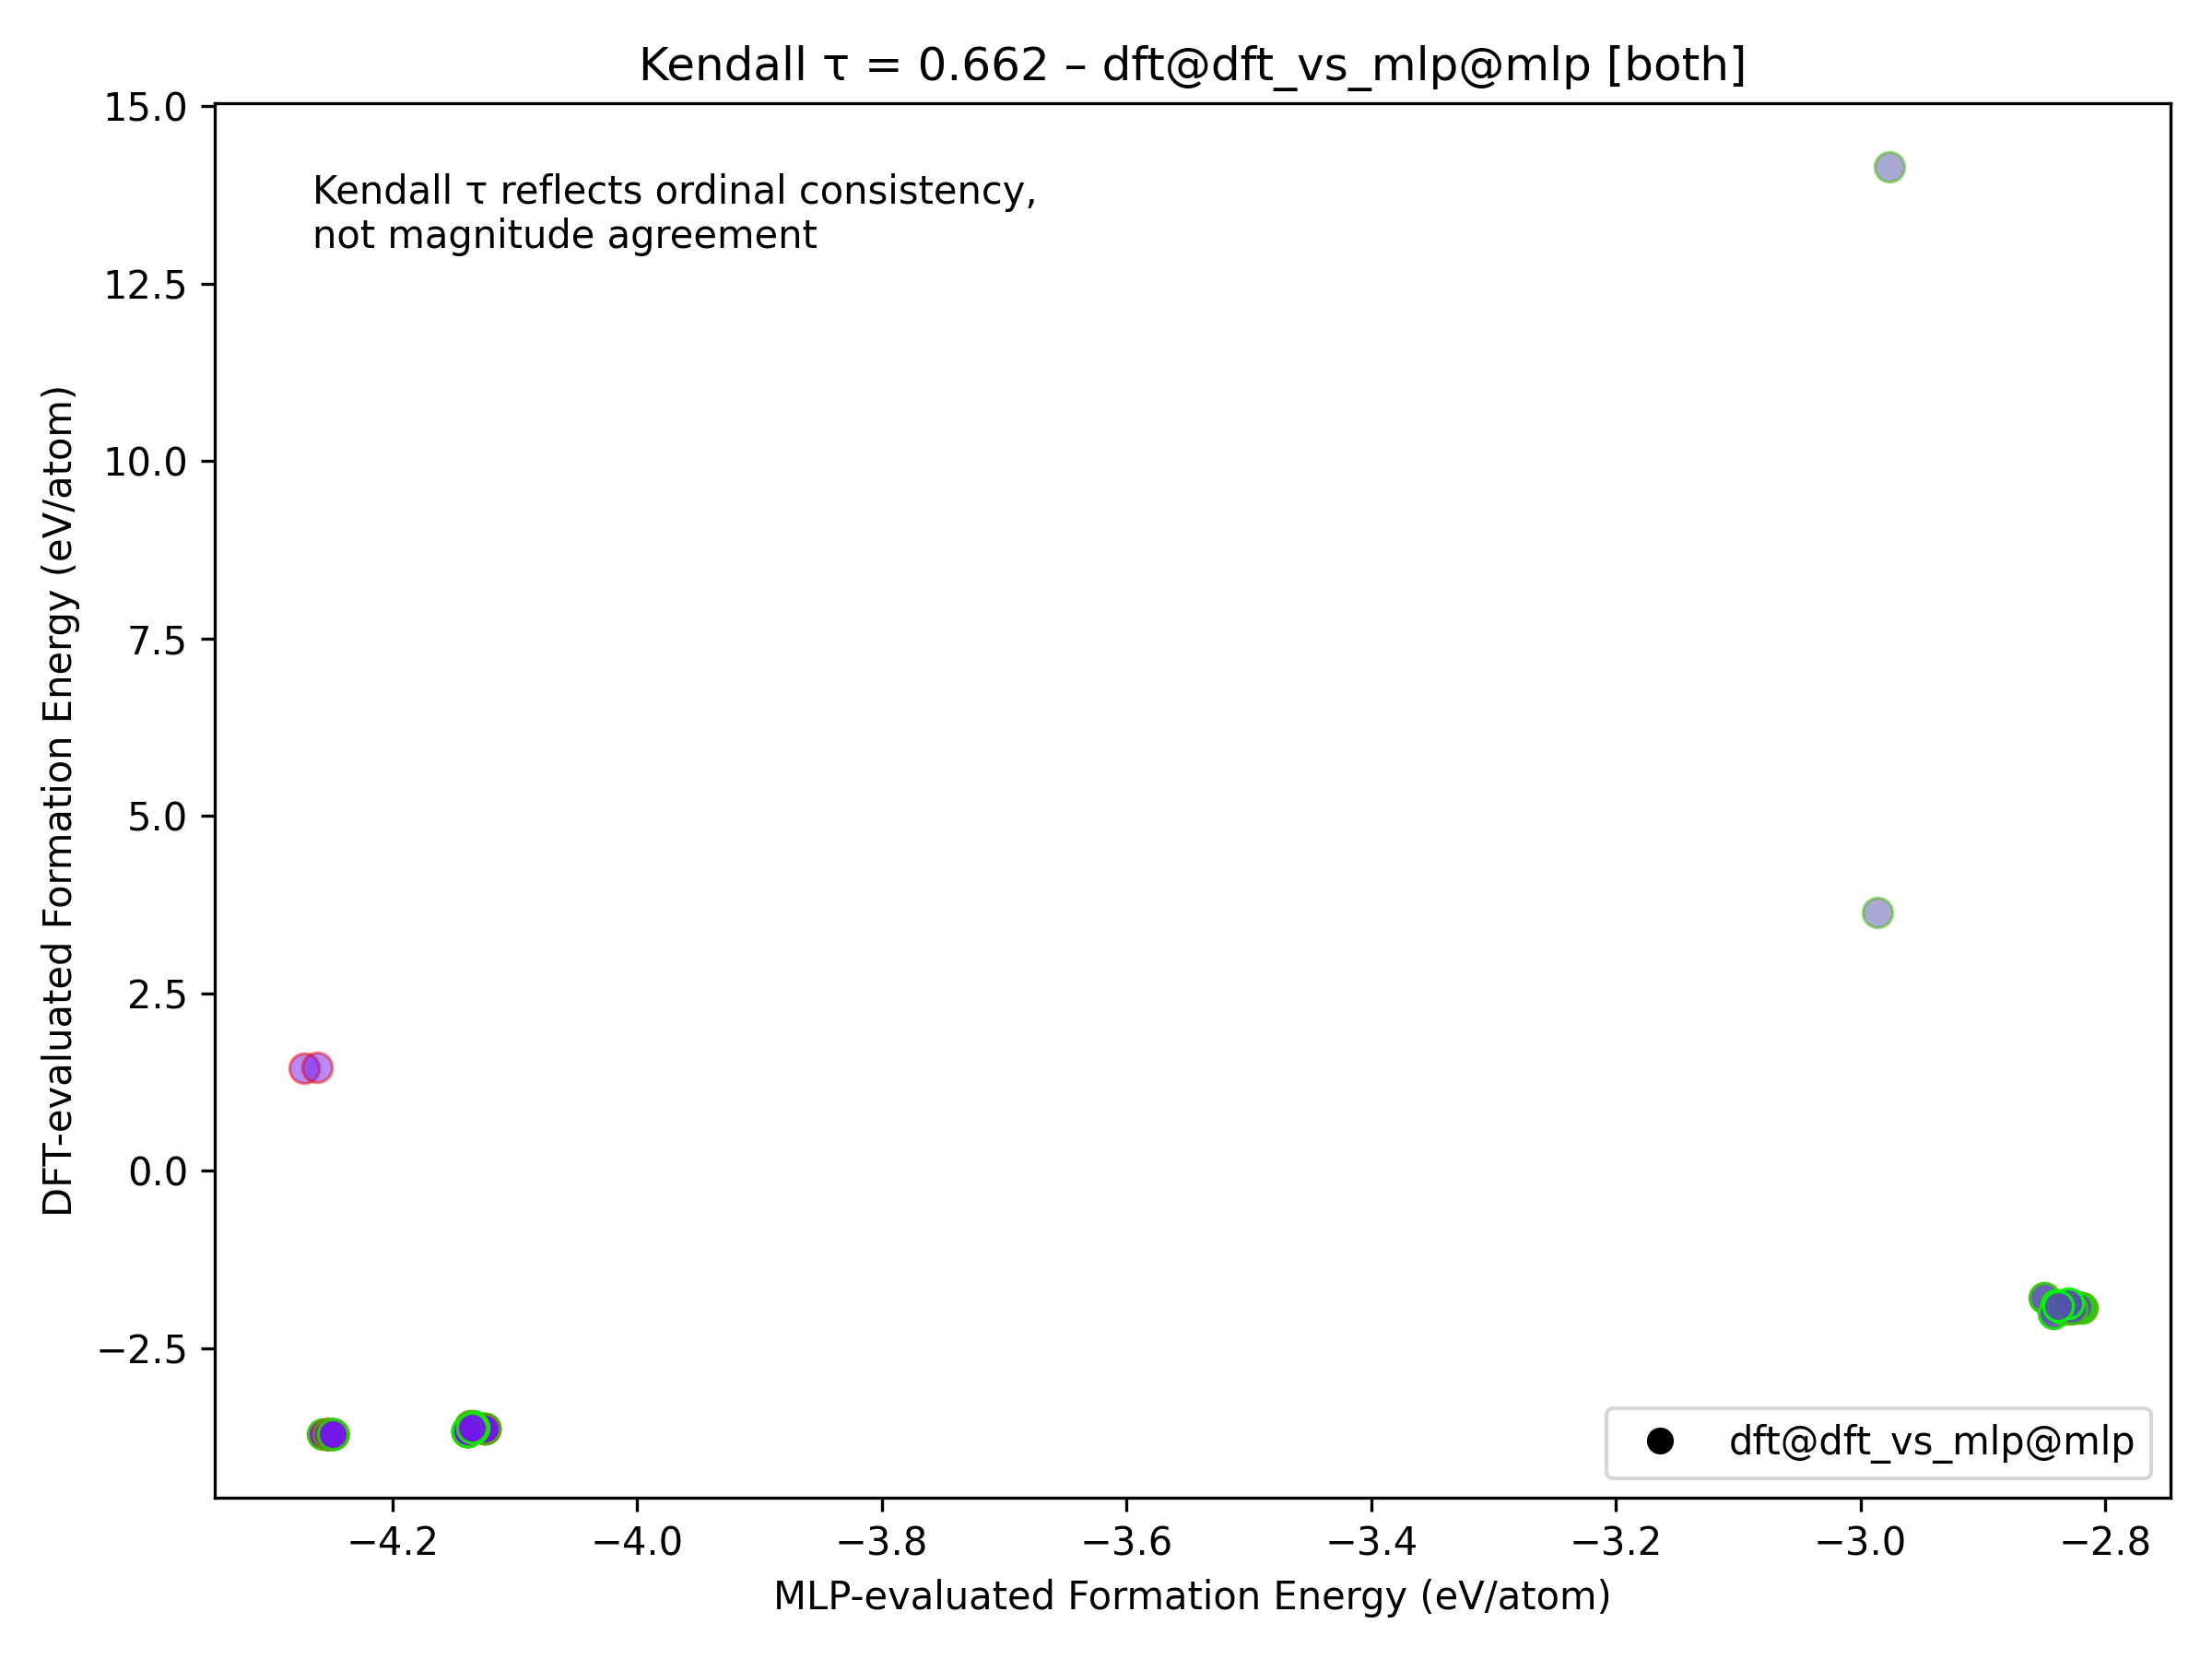 Kendall τ = 0.662 – dft@dft_vs_mlp@mlp [both]
Kendall τ reflects ordinal consistency,
not magnitude agreement
DFT-evaluated Formation Energy (eV/atom)
15.0
12.5
10.0
7.5
5.0
2.5
0.0
−2.5
dft@dft_vs_mlp@mlp
−4.2
−4.0
−3.8
−3.6
−3.4
−3.2
−3.0
−2.8
MLP-evaluated Formation Energy (eV/atom)